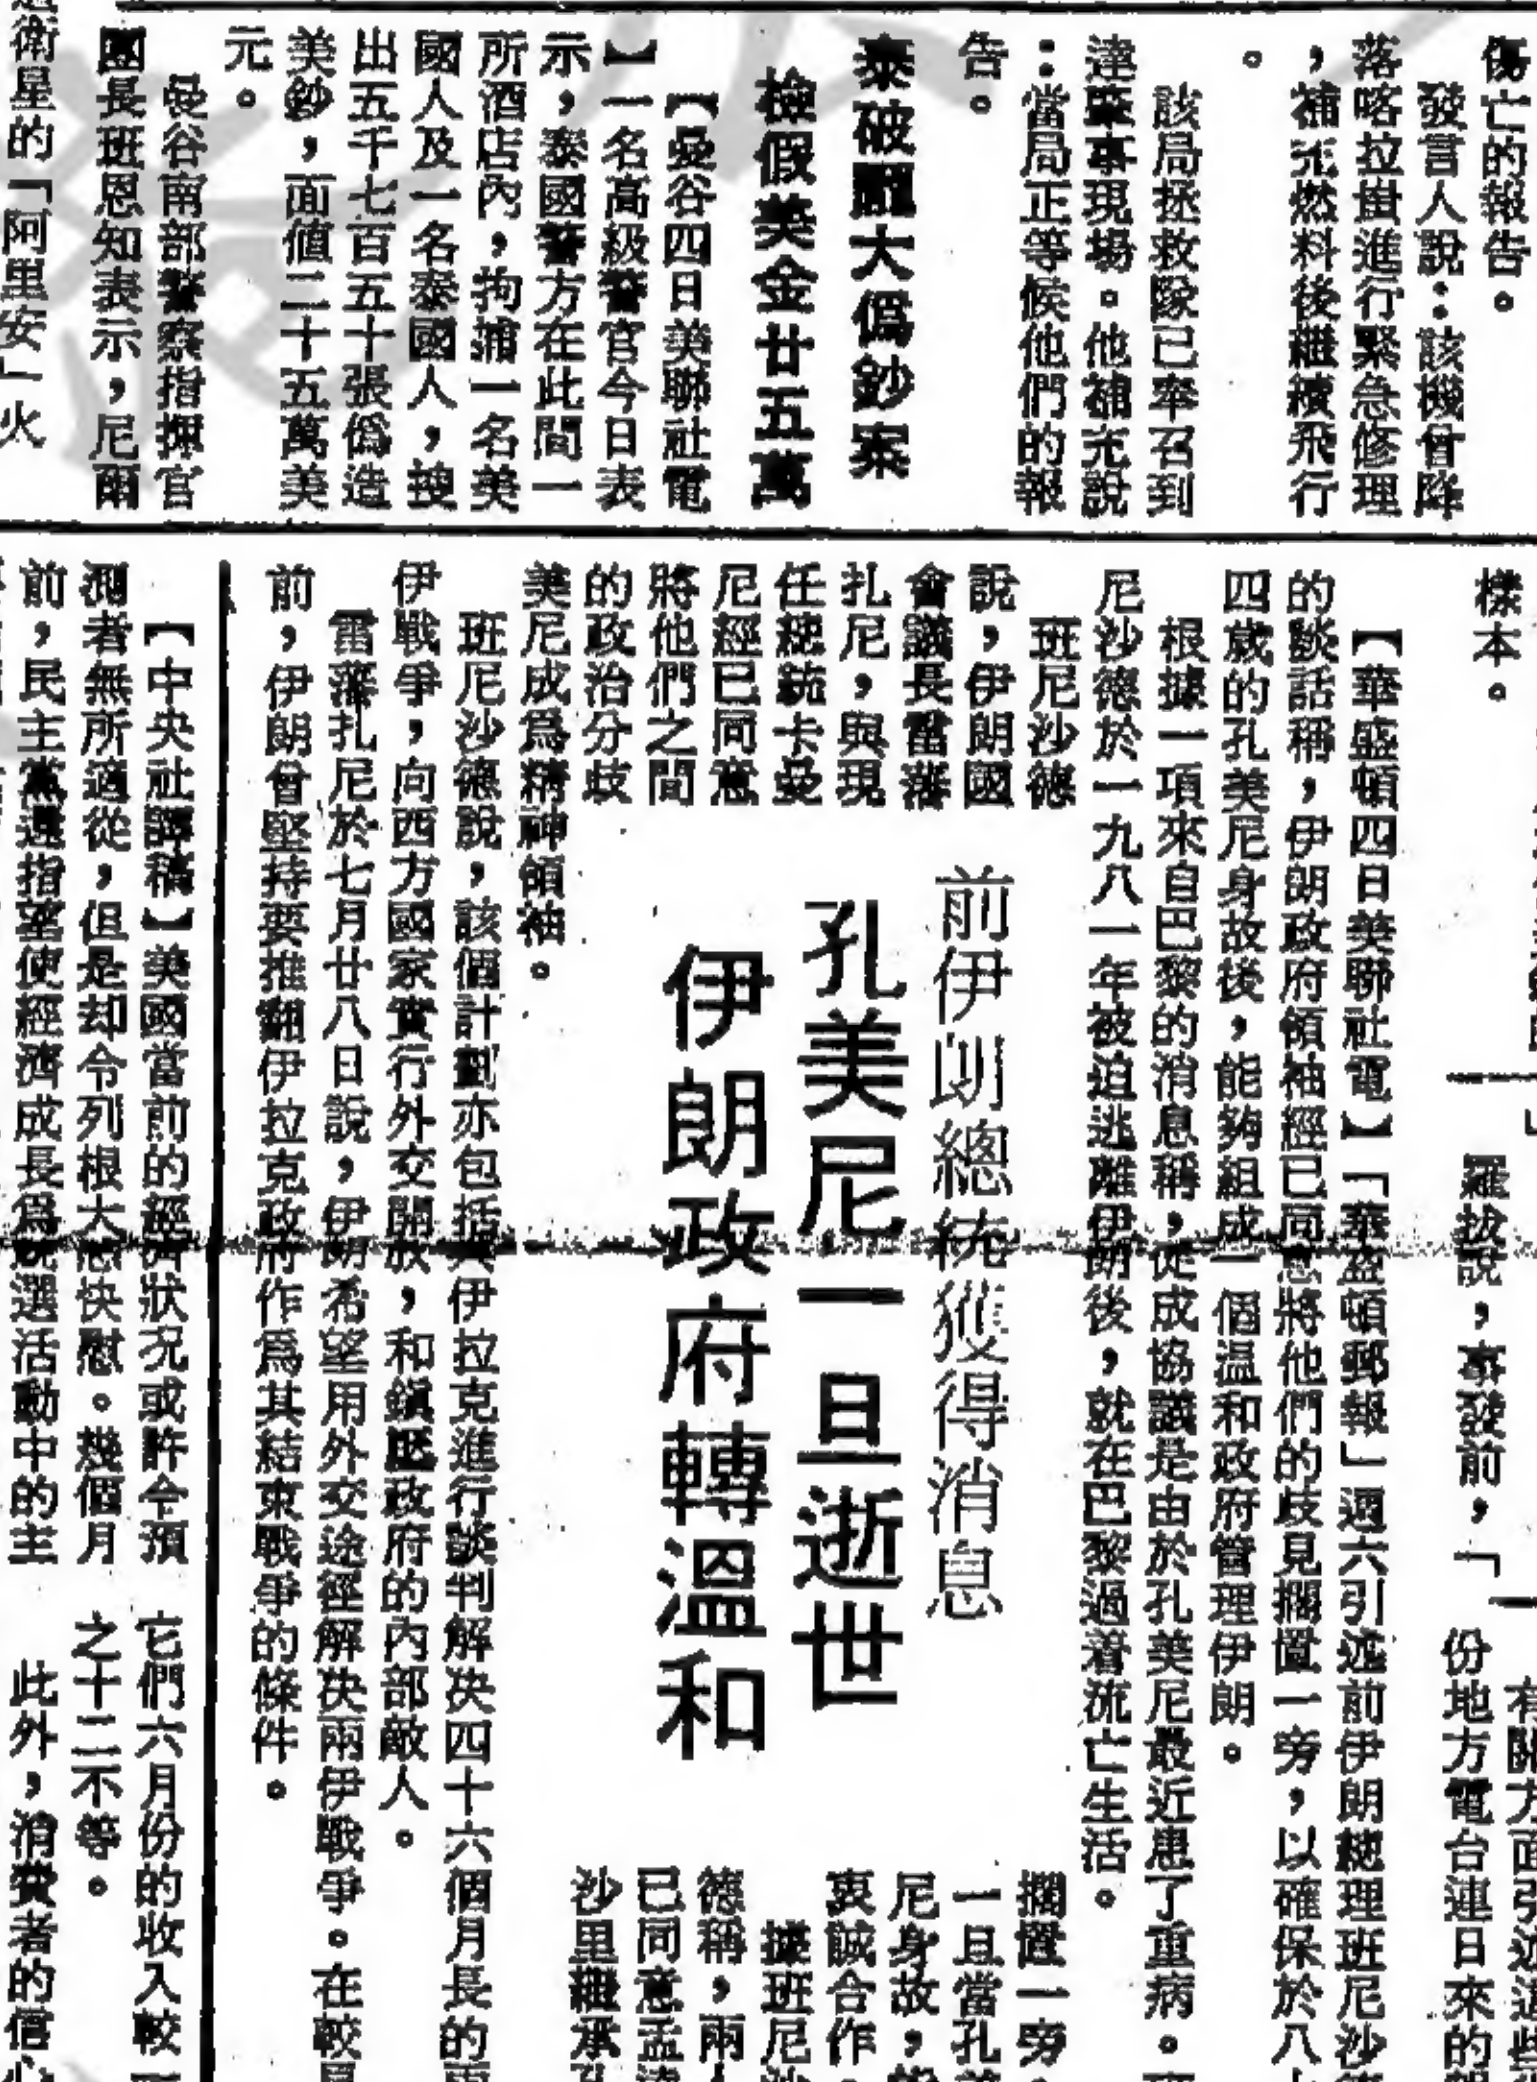 傷亡的報告。
發言人說：該機曾降
落喀拉蚩進行緊急修理
，補充燃料後繼續飛行
。
該局拯救隊已奉召到
達肇事現場。他補充說
：當局正等候他們的報
告。
泰破獲大僞鈔案
檢假美金廿五萬
【曼谷四日美聯社電
】一名高級警官今日表
示，泰國警方在此間一
所酒店內，拘捕一名美
國人及一名泰國人，搜
出五千七百五十張僞造
美鈔，面値二十五萬美
元。
曼谷南部警察指揮官
團長班恩知表示，尼爾
衛星的「阿里安」火
樣本。
羅拔說，事發前，「
有關方面引述這些
份地方電台連日來的報
前伊朗總統獲得消息
孔美尼一旦逝世
伊朗政府轉溫和
【華盛頓四日美聯社電】「華盛頓郵報」週六引述前伊朗總理班尼沙德
的談話稱，伊朗政府領袖經已同意將他們的歧見擱置一旁，以確保於八十
四歲的孔美尼身故後，能夠組成一個溫和政府管理伊朗。
根據一項來自巴黎的消息稱，促成協議是由於孔美尼最近患了重病。
尼沙德於一九八一年被迫逃離伊朗後，就在巴黎過着流亡生活。
班尼沙德
說，伊朗國
會議長雷落
扎尼，與現
任總統卡曼
尼經已同意
將他們之間
的政治分歧
擱置一旁，
一旦當孔美
尼身故，
衷誠合作。
據班尼沙
德稱，兩人
已同意孟達
沙里繼承孔
美尼成爲精神領袖。
班尼沙德說，該個計劃亦包括與伊拉克進行談判解决四十六個月長的兩
伊戰爭，向西方國家實行外交開放，和鎮壓政府的內部敵人。
雷落扎尼於七月廿八日說，伊朗希望用外交途徑解决兩伊戰爭。在較早
前，伊朗曾堅持要推翻伊拉克政府作爲其結束戰爭的條件。
【中央社譯稿】美國當前的經濟狀况或許令預
測者無所適從，但是却令列根大感快慰。幾個月
前，民主黨還指望使經濟成長爲競選活動中的主
它們六月份的收入較
之十二不等。
此外，消費者的信心